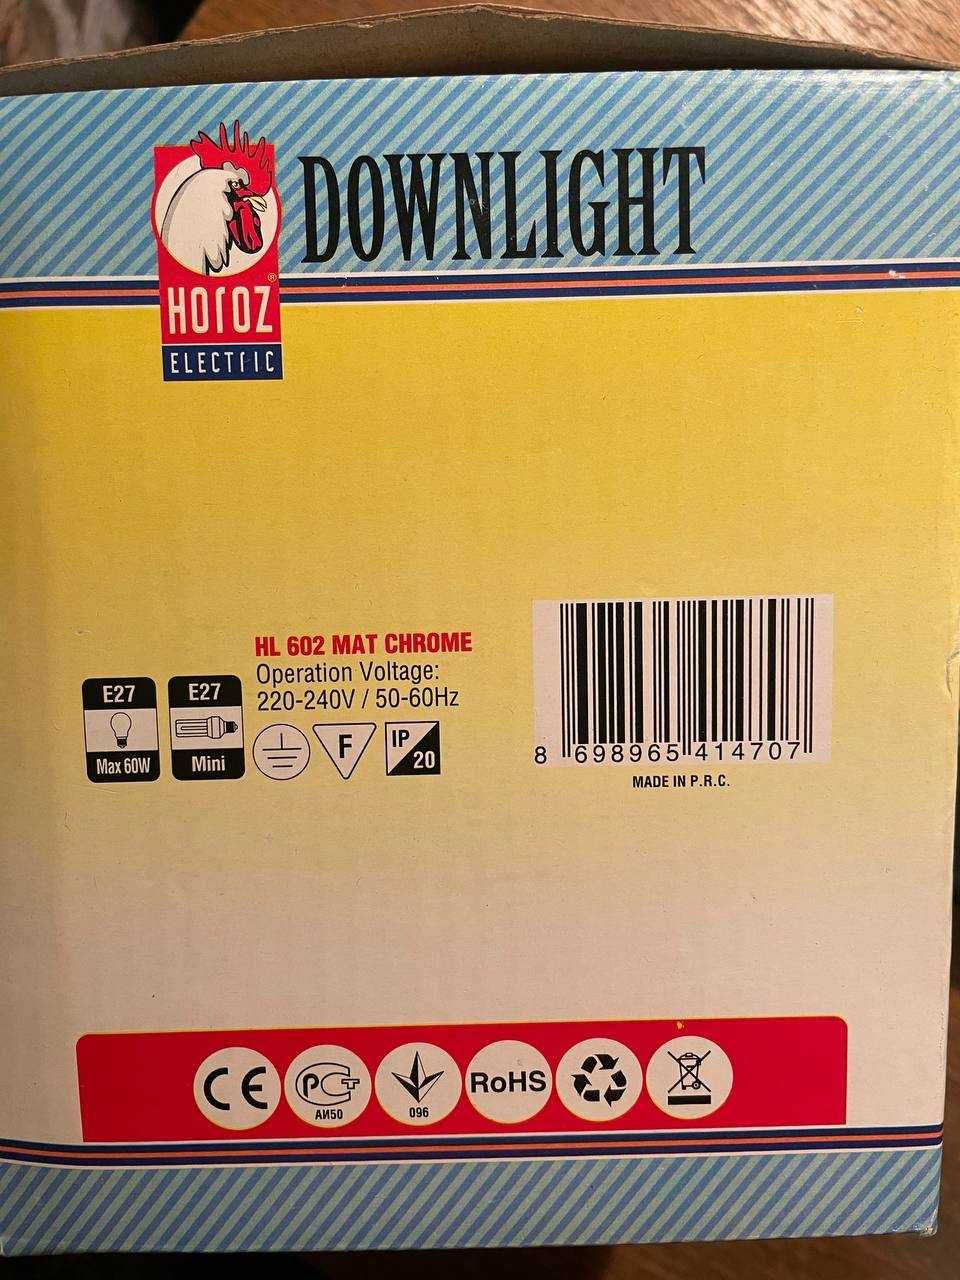 DOWNLIGHT
HOrOZ
®
ELECTrIC
HL 602 MAT CHROME
Operation Voltage:
220-240V / 50-60Hz
E27
Max 60W
E27
Mini
F
IP
20
8 698965 414707
MADE IN P.R.C.
CE
РСТ
АИ50
096
RoHS